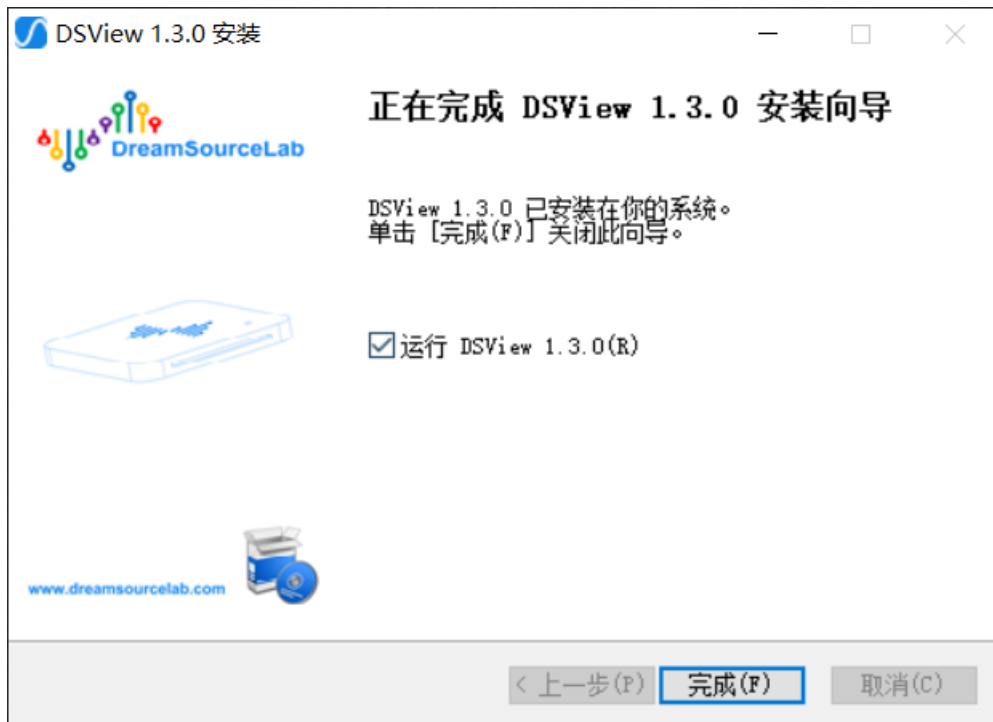 DSView 1.3.0 安装
DreamSourceLab
正在完成 DSView 1.3.0 安装向导
DSView 1.3.0 已安装在你的系统。
单击 [完成(F)] 关闭此向导。
运行 DSView 1.3.0(R)
www.dreamsourcelab.com
< 上一步(P)
完成(F)
取消(C)